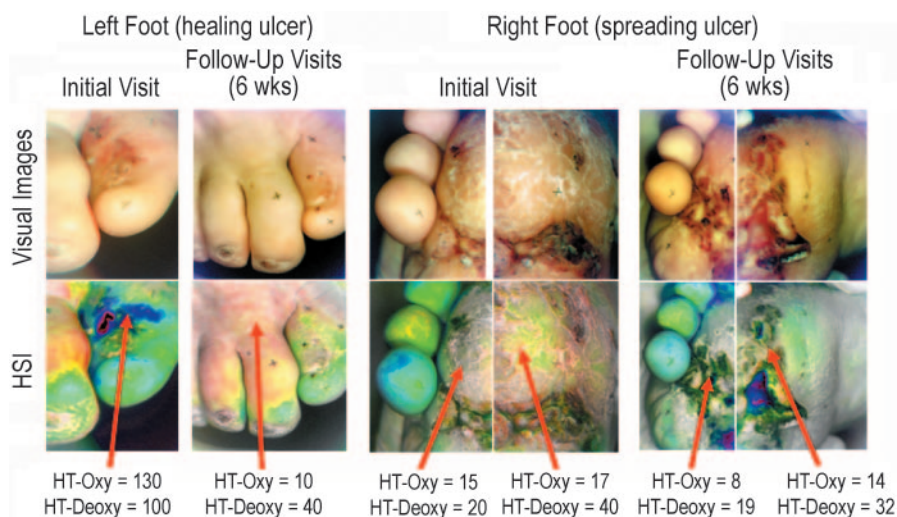 Left Foot (healing ulcer)
Right Foot (spreading ulcer)
Initial Visit
Follow-Up Visits
(6 wks)
Initial Visit
Follow-Up Visits
(6 wks)
Visual Images
HSI
HT-Oxy = 130
HT-Deoxy = 100
HT-Oxy = 10
HT-Deoxy = 40
HT-Oxy = 15
HT-Deoxy = 20
HT-Oxy = 17
HT-Deoxy = 40
HT-Oxy = 8
HT-Deoxy = 19
HT-Oxy = 14
HT-Deoxy = 32